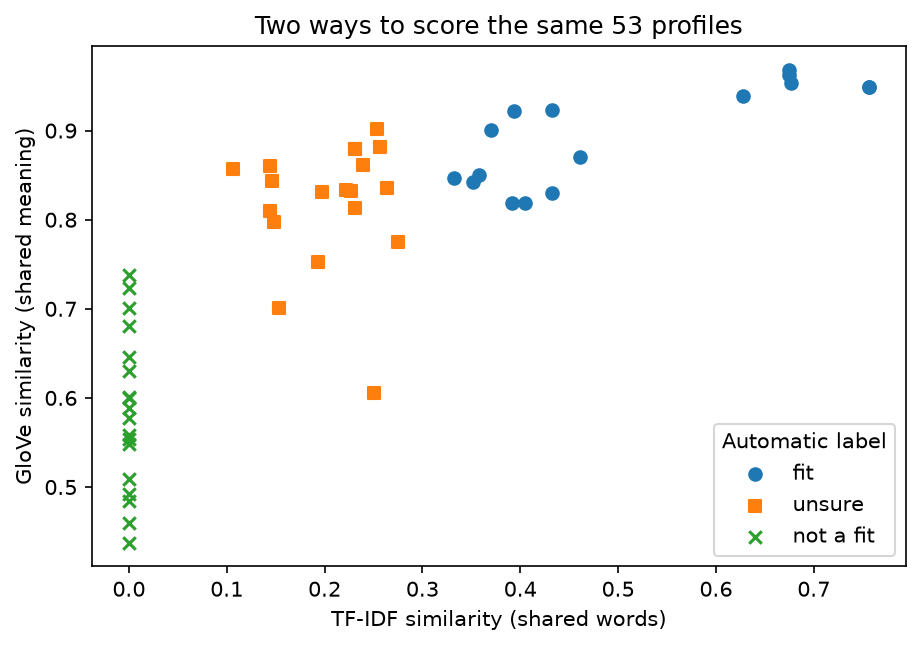 Two ways to score the same 53 profiles
GloVe similarity (shared meaning)
0.9
0.8
0.7
0.6
0.5
Automatic label
fit
unsure
not a fit
0.0 0.1 0.2 0.3 0.4 0.5 0.6 0.7
TF-IDF similarity (shared words)